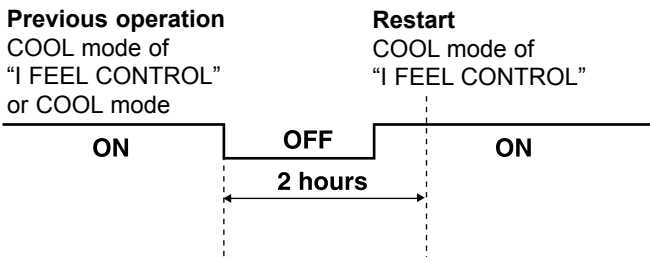 Previous operation
COOL mode of
“I FEEL CONTROL”
or COOL mode
Restart
COOL mode of
“I FEEL CONTROL”
ON
OFF
ON
2 hours